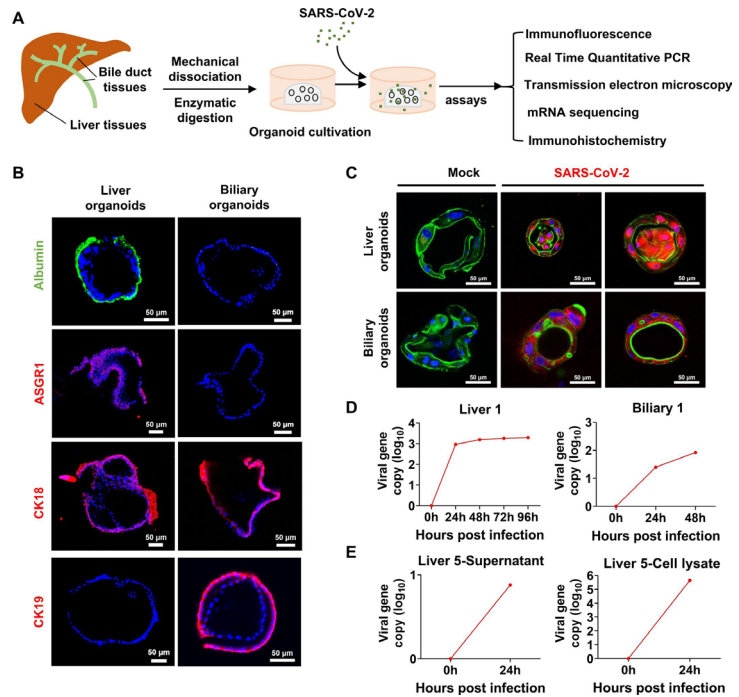 A
SARS-CoV-2
Bile duct
tissues
Liver tissues
Mechanical
dissociation
Enzymatic
digestion
Organoid cultivation
assays
Immunofluorescence
Real Time Quantitative PCR
Transmission electron microscopy
mRNA sequencing
Immunohistochemistry
B
Liver
organoids
Biliary
organoids
Albumin
50 µm
50 µm
ASGR1
50 µm
50 µm
CK18
50 µm
50 µm
CK19
50 µm
50 µm
C
Mock
SARS-CoV-2
Liver
organoids
50 µm
50 µm
50 µm
Biliary
organoids
50 µm
50 µm
50 µm
D
Liver 1
Viral gene
copy (log10)
4
3
2
1
0
0h 24h 48h 72h 96h
Hours post infection
Biliary 1
Viral gene
copy (log10)
3
2
1
0
0h 24h 48h
Hours post infection
E
Liver 5-Supernatant
Viral gene
copy (log10)
1
0
0h 24h
Hours post infection
Liver 5-Cell lysate
Viral gene
copy (log10)
6
5
4
3
2
1
0
0h 24h
Hours post infection